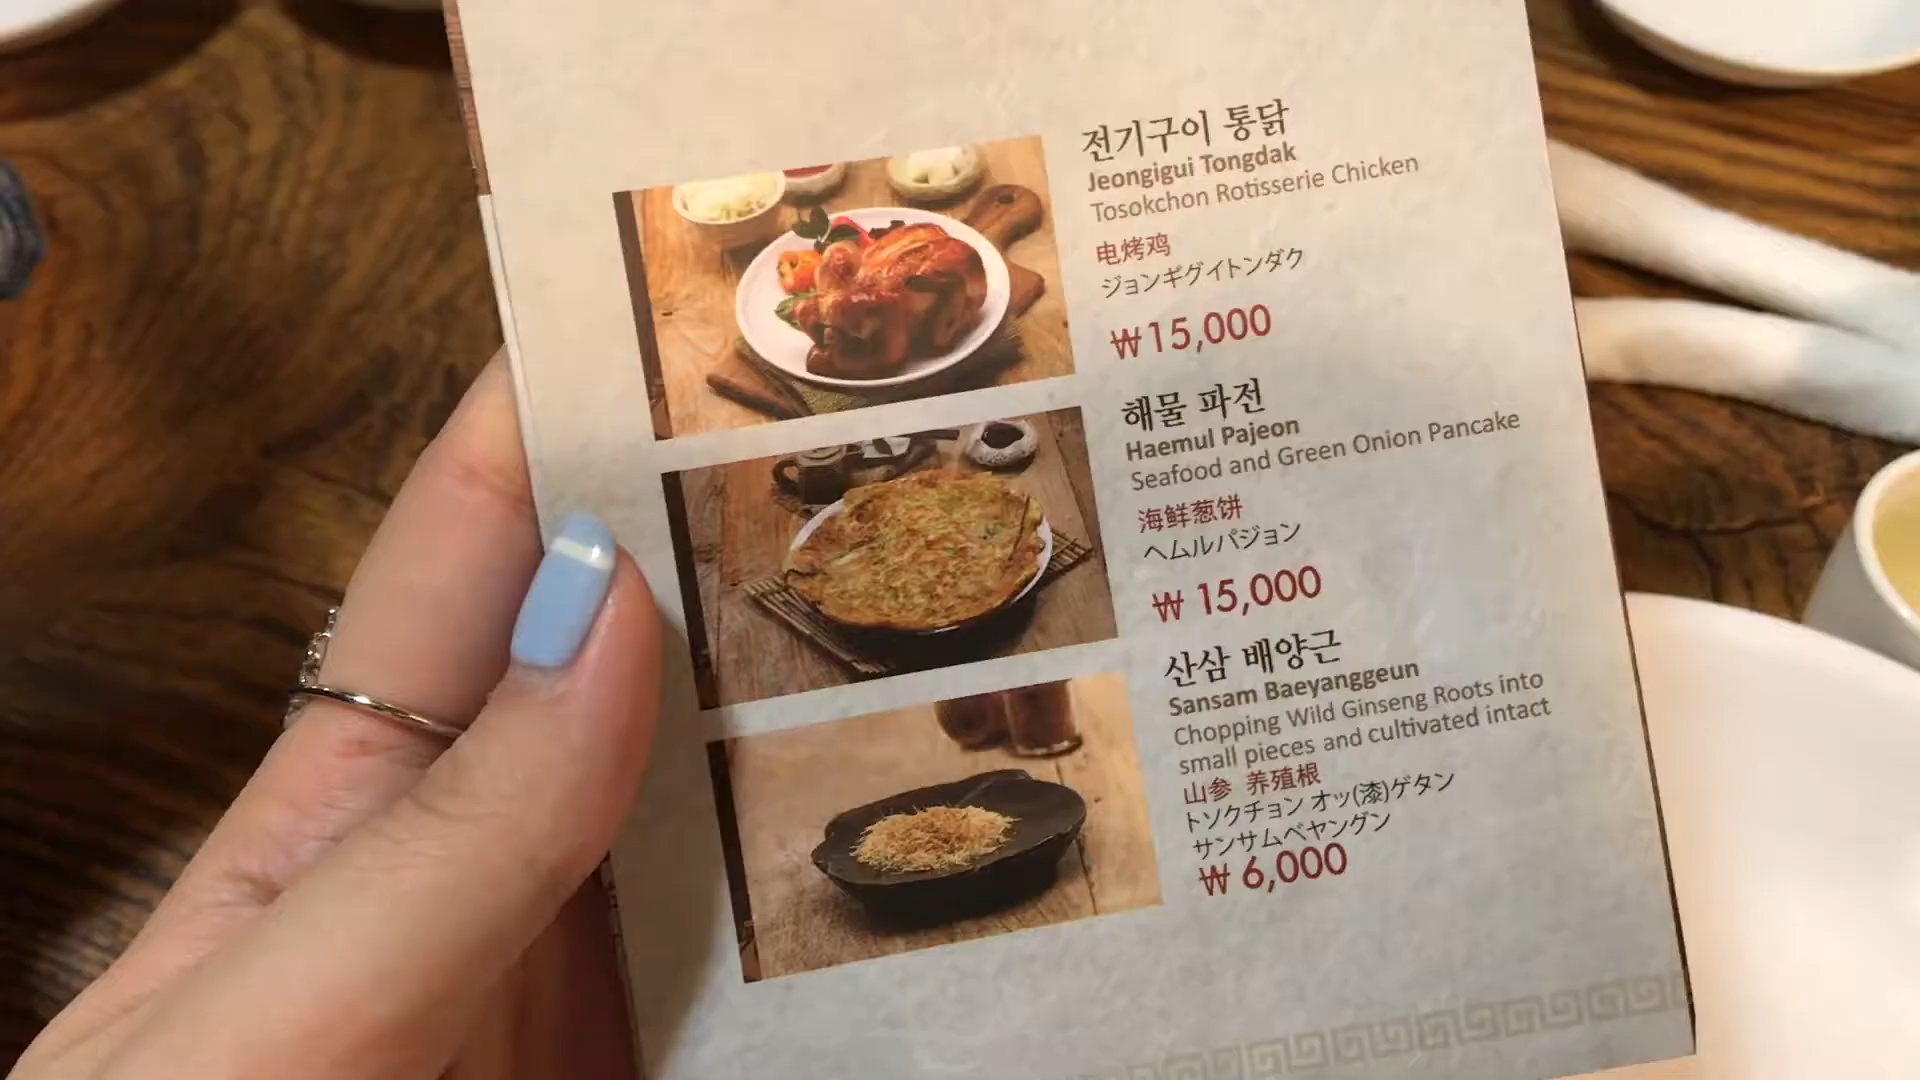 전기구이 통닭
Jeongigui Tongdak
Tosokchon Rotisserie Chicken
电烤鸡
ジョンギグイトンダク
₩15,000
해물 파전
Haemul Pajeon
Seafood and Green Onion Pancake
海鲜葱饼
ヘムルパジョン
₩ 15,000
산삼 배양근
Sansam Baeyanggeun
Chopping Wild Ginseng Roots into
small pieces and cultivated intact
山参 养殖根
トソクチョン オッ(漆)ゲタン
サンサムベヤングン
₩ 6,000